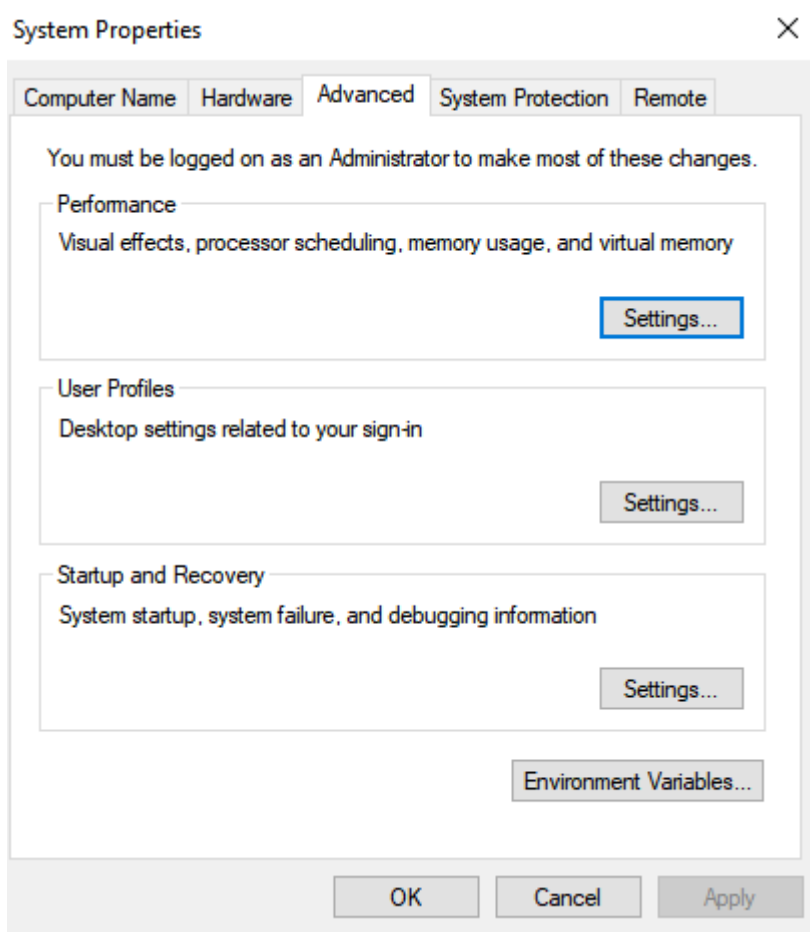 System Properties
Computer Name Hardware Advanced System Protection Remote
You must be logged on as an Administrator to make most of these changes.
Performance
Visual effects, processor scheduling, memory usage, and virtual memory
Settings...
User Profiles
Desktop settings related to your sign-in
Settings...
Startup and Recovery
System startup, system failure, and debugging information
Settings...
Environment Variables...
OK Cancel Apply